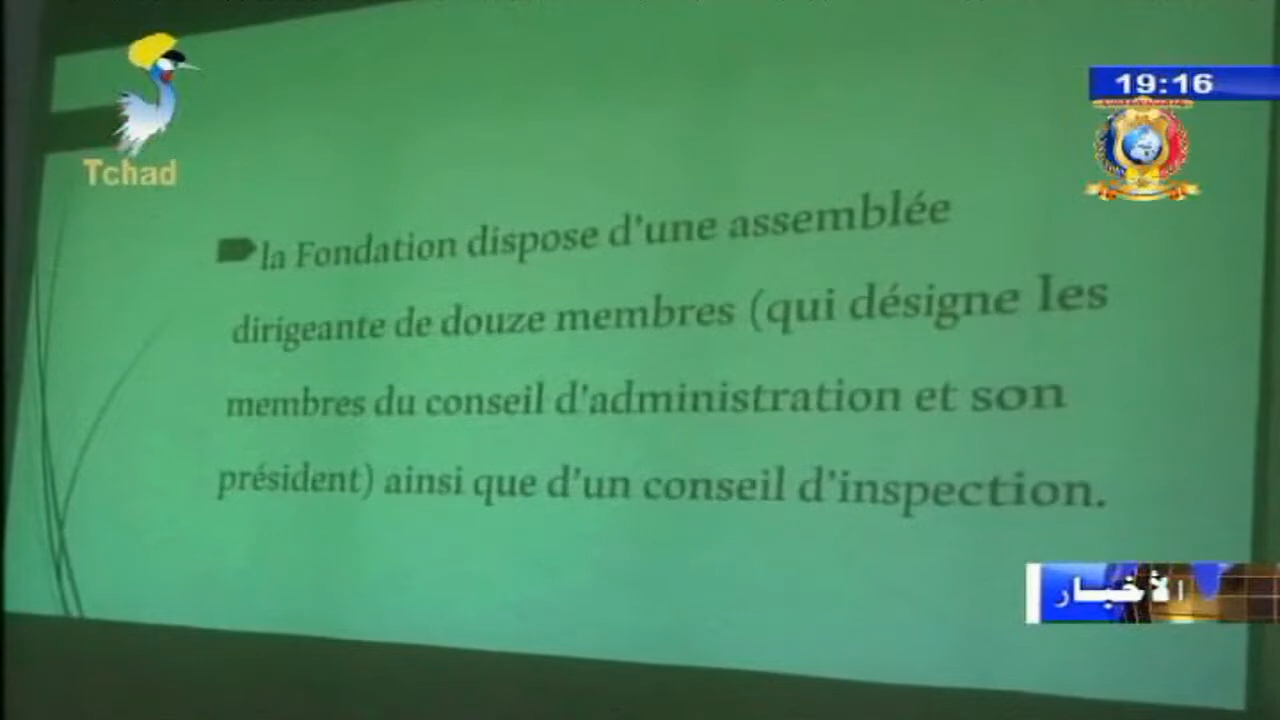 19:16
Tchad
la Fondation dispose d'une assemblée
dirigeante de douze membres (qui désigne les
membres du conseil d'administration et son
président) ainsi que d'un conseil d'inspection.
الأخبار